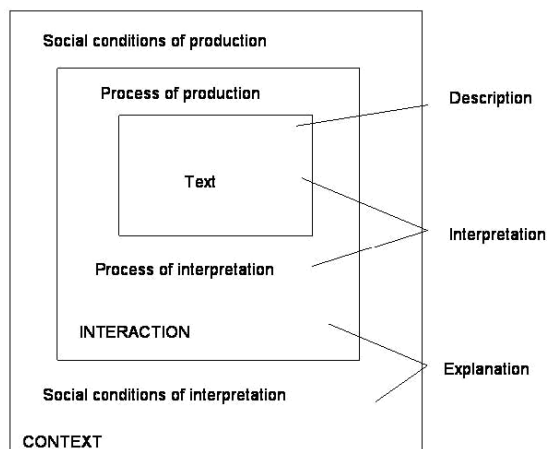 Social conditions of production
Process of production
Description
Text
Interpretation
Process of interpretation
INTERACTION
Explanation
Social conditions of interpretation
CONTEXT